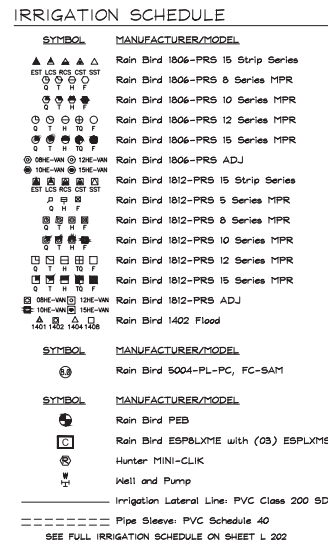 IRRIGATION SCHEDULE
SYMBOL MANUFACTURER/MODEL
Rain Bird 1806-PRS 15 Strip Series
EST LCS RCS CST SST
Rain Bird 1806-PRS 8 Series MPR
Q T H F
Rain Bird 1806-PRS 10 Series MPR
Q T H F
Rain Bird 1806-PRS 12 Series MPR
Q T H TQ F
Rain Bird 1806-PRS 15 Series MPR
Q T H TQ F
08HE-VAN 12HE-VAN Rain Bird 1806-PRS ADJ
10HE-VAN 15HE-VAN
Rain Bird 1812-PRS 15 Strip Series
EST LCS RCS CST SST
Rain Bird 1812-PRS 5 Series MPR
Q H F
Rain Bird 1812-PRS 8 Series MPR
Q T H F
Rain Bird 1812-PRS 10 Series MPR
Q T H F
Rain Bird 1812-PRS 12 Series MPR
Q T H TQ F
Rain Bird 1812-PRS 15 Series MPR
Q T H TQ F
08HE-VAN 12HE-VAN Rain Bird 1812-PRS ADJ
10HE-VAN 15HE-VAN
Rain Bird 1402 Flood
1401 1402 1404 1408
SYMBOL MANUFACTURER/MODEL
Rain Bird 5004-PL-PC, FC-SAM
SYMBOL MANUFACTURER/MODEL
Rain Bird PEB
C Rain Bird ESP8LXME with (03) ESPLXMS
R Hunter MINI-CLIK
Well and Pump
Irrigation Lateral Line: PVC Class 200 SD
Pipe Sleeve: PVC Schedule 40
SEE FULL IRRIGATION SCHEDULE ON SHEET L 202